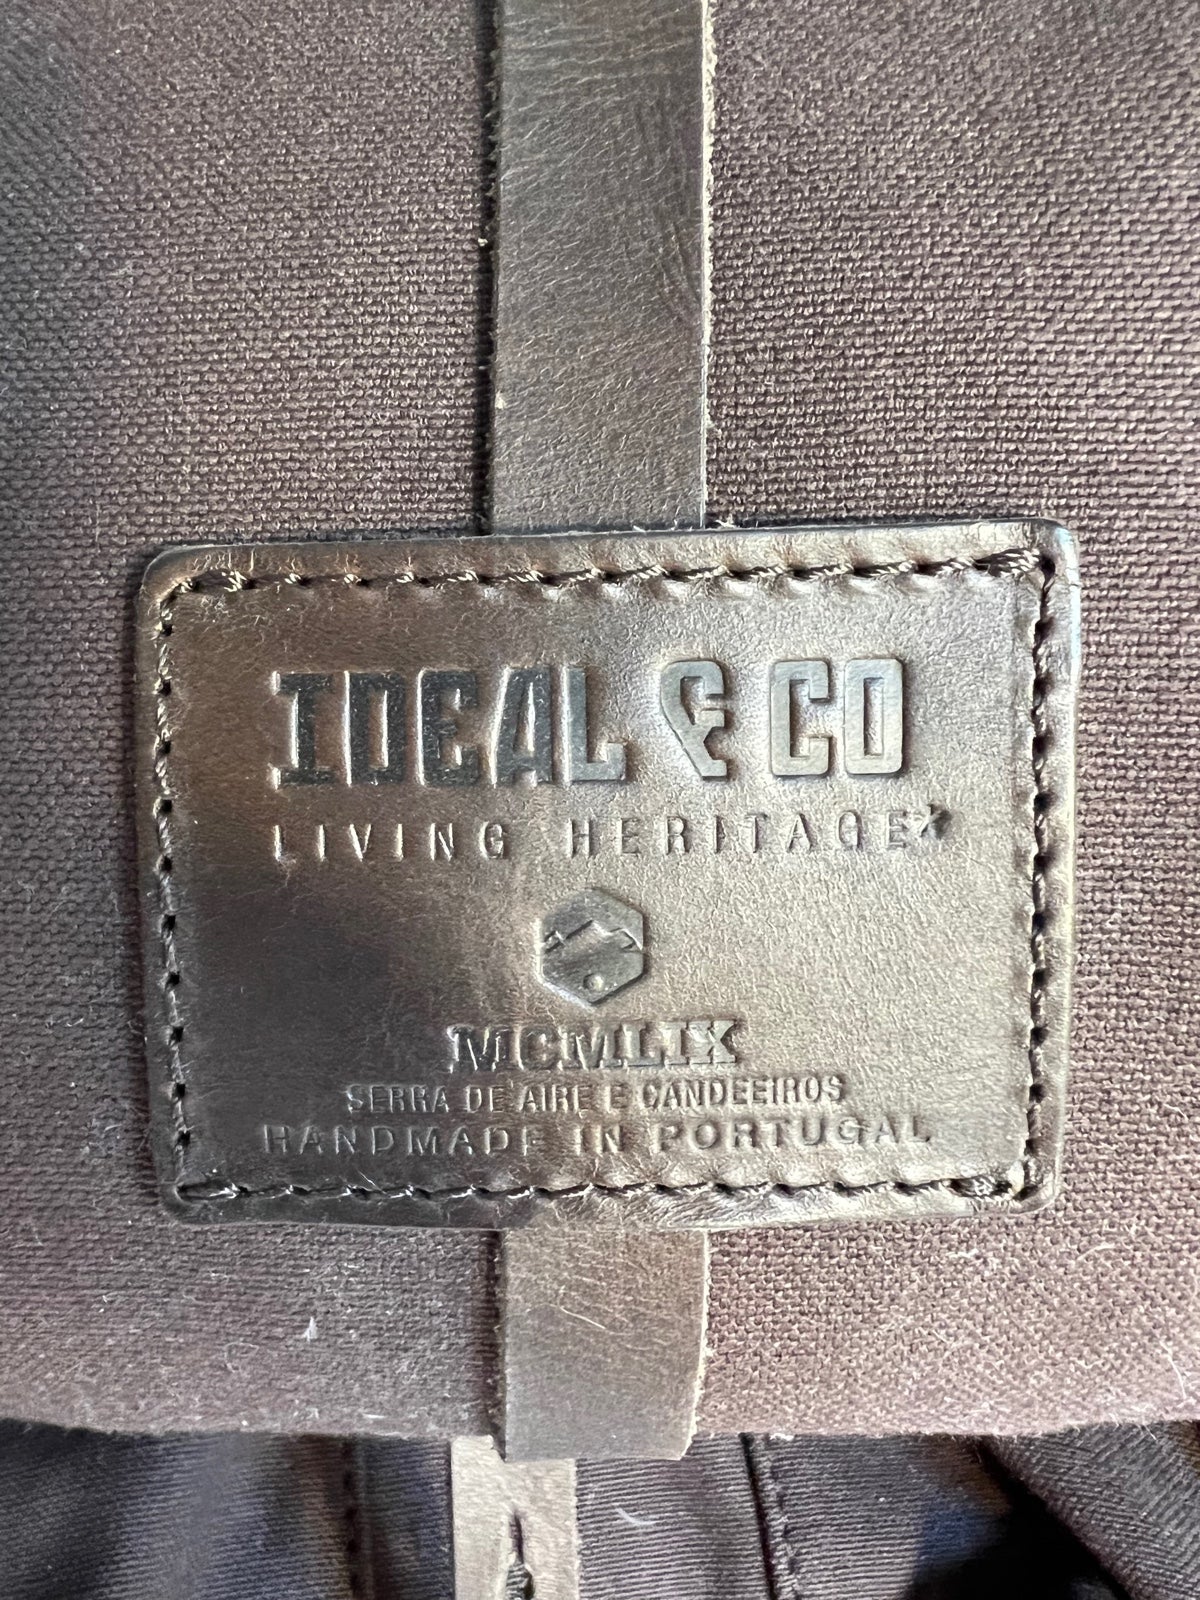 IDEAL & CO
LIVING HERITAGE
MCMLIX
SERRA DE AIRE E CANDEEIROS
HANDMADE IN PORTUGAL